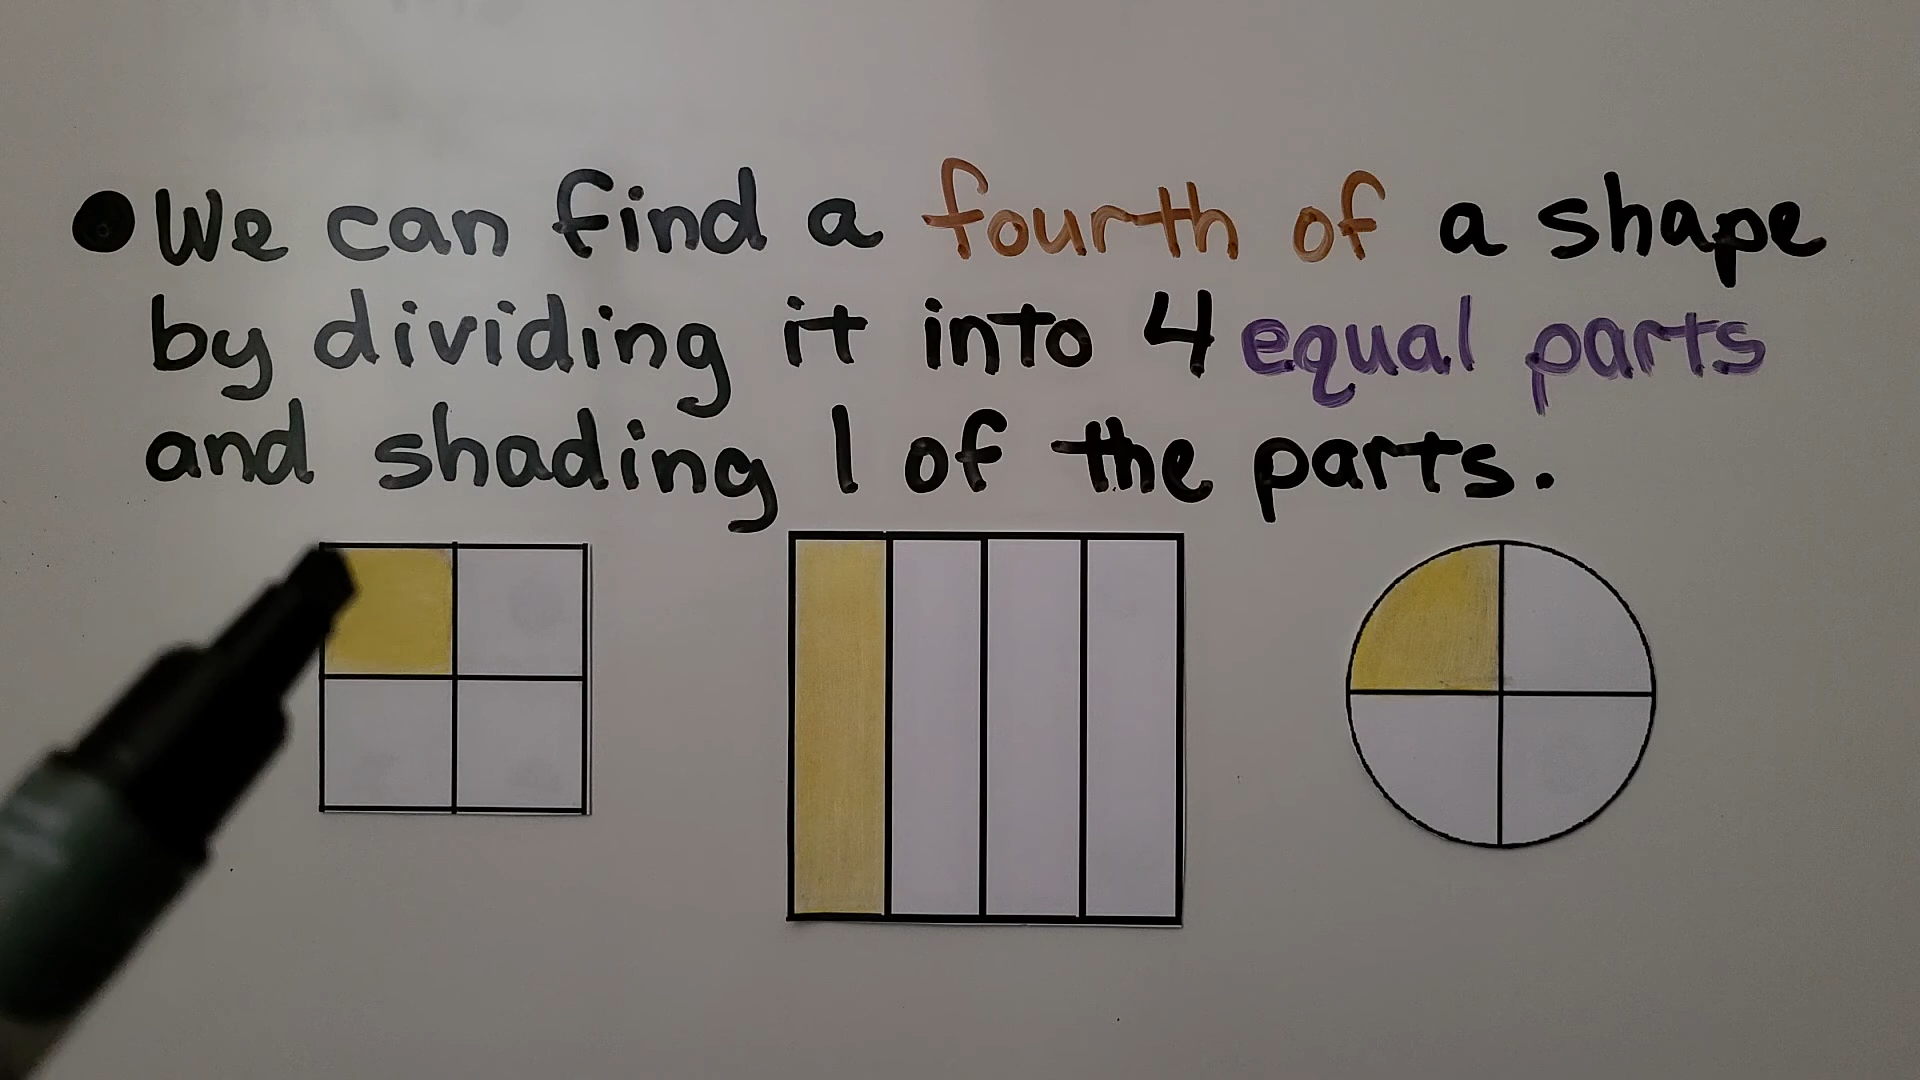 • We can find a fourth of a shape
by dividing it into 4 equal parts
and shading 1 of the parts.